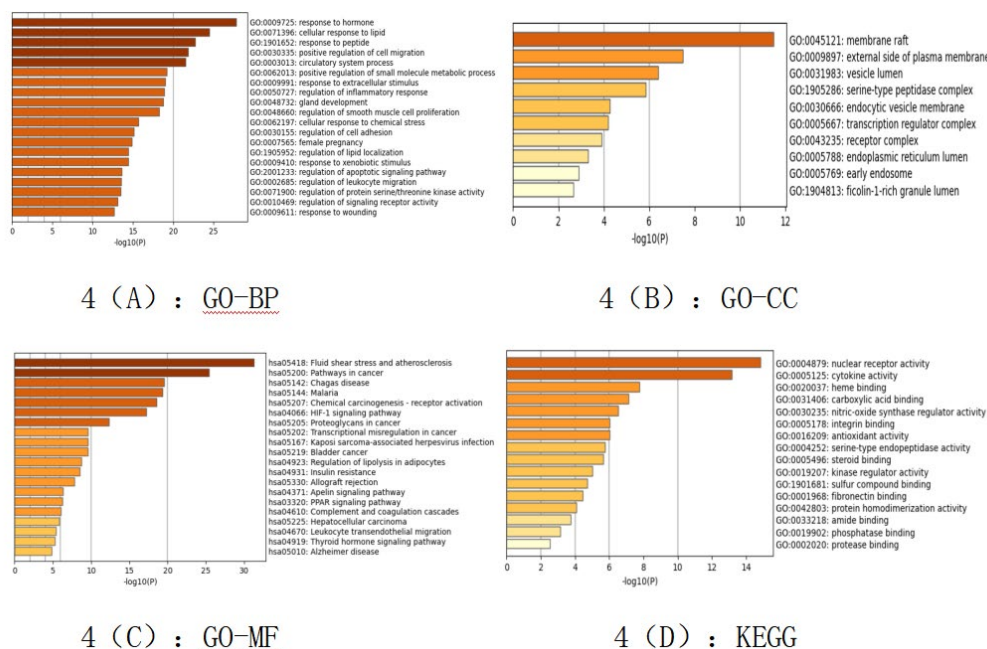 GO:0009725: response to hormone
GO:0071396: cellular response to lipid
GO:1901652: response to peptide
GO:0030335: positive regulation of cell migration
GO:0003013: circulatory system process
GO:0062013: positive regulation of small molecule metabolic process
GO:0009991: response to extracellular stimulus
GO:0050727: regulation of inflammatory response
GO:0048732: gland development
GO:0048660: regulation of smooth muscle cell proliferation
GO:0062197: cellular response to chemical stress
GO:0030155: regulation of cell adhesion
GO:0007565: female pregnancy
GO:1905952: regulation of lipid localization
GO:0009410: response to xenobiotic stimulus
GO:2001233: regulation of apoptotic signaling pathway
GO:0002685: regulation of leukocyte migration
GO:0071900: regulation of protein serine/threonine kinase activity
GO:0010469: regulation of signaling receptor activity
GO:0009611: response to wounding
0 5 10 15 20 25
-log10(P)
4（A）：GO-BP
GO:0045121: membrane raft
GO:0009897: external side of plasma membrane
GO:0031983: vesicle lumen
GO:1905286: serine-type peptidase complex
GO:0030666: endocytic vesicle membrane
GO:0005667: transcription regulator complex
GO:0043235: receptor complex
GO:0005788: endoplasmic reticulum lumen
GO:0005769: early endosome
GO:1904813: ficolin-1-rich granule lumen
0 2 4 6 8 10 12
-log10(P)
4（B）：GO-CC
hsa05418: Fluid shear stress and atherosclerosis
hsa05200: Pathways in cancer
hsa05142: Chagas disease
hsa05144: Malaria
hsa05207: Chemical carcinogenesis - receptor activation
hsa04066: HIF-1 signaling pathway
hsa05205: Proteoglycans in cancer
hsa05202: Transcriptional misregulation in cancer
hsa05167: Kaposi sarcoma-associated herpesvirus infection
hsa05219: Bladder cancer
hsa04923: Regulation of lipolysis in adipocytes
hsa04931: Insulin resistance
hsa05330: Allograft rejection
hsa04371: Apelin signaling pathway
hsa03320: PPAR signaling pathway
hsa04610: Complement and coagulation cascades
hsa05225: Hepatocellular carcinoma
hsa04670: Leukocyte transendothelial migration
hsa04919: Thyroid hormone signaling pathway
hsa05010: Alzheimer disease
0 5 10 15 20 25 30
-log10(P)
4（C）：GO-MF
GO:0004879: nuclear receptor activity
GO:0005125: cytokine activity
GO:0020037: heme binding
GO:0031406: carboxylic acid binding
GO:0030235: nitric-oxide synthase regulator activity
GO:0005178: integrin binding
GO:0016209: antioxidant activity
GO:0004252: serine-type endopeptidase activity
GO:0005496: steroid binding
GO:0019207: kinase regulator activity
GO:1901681: sulfur compound binding
GO:0001968: fibronectin binding
GO:0042803: protein homodimerization activity
GO:0033218: amide binding
GO:0019902: phosphatase binding
GO:0002020: protease binding
0 2 4 6 8 10 12 14
-log10(P)
4（D）：KEGG